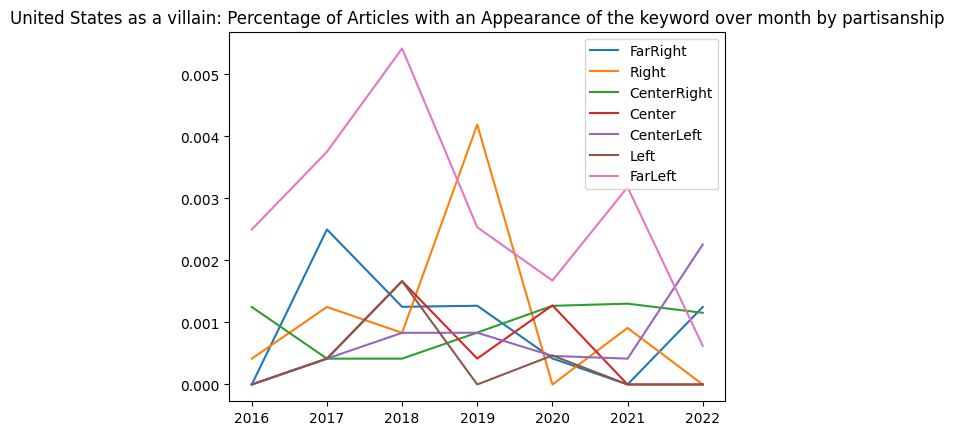 United States as a villain: Percentage of Articles with an Appearance of the keyword over month by partisanship
FarRight
Right
CenterRight
Center
CenterLeft
Left
FarLeft
0.005
0.004
0.003
0.002
0.001
0.000
2016 2017 2018 2019 2020 2021 2022